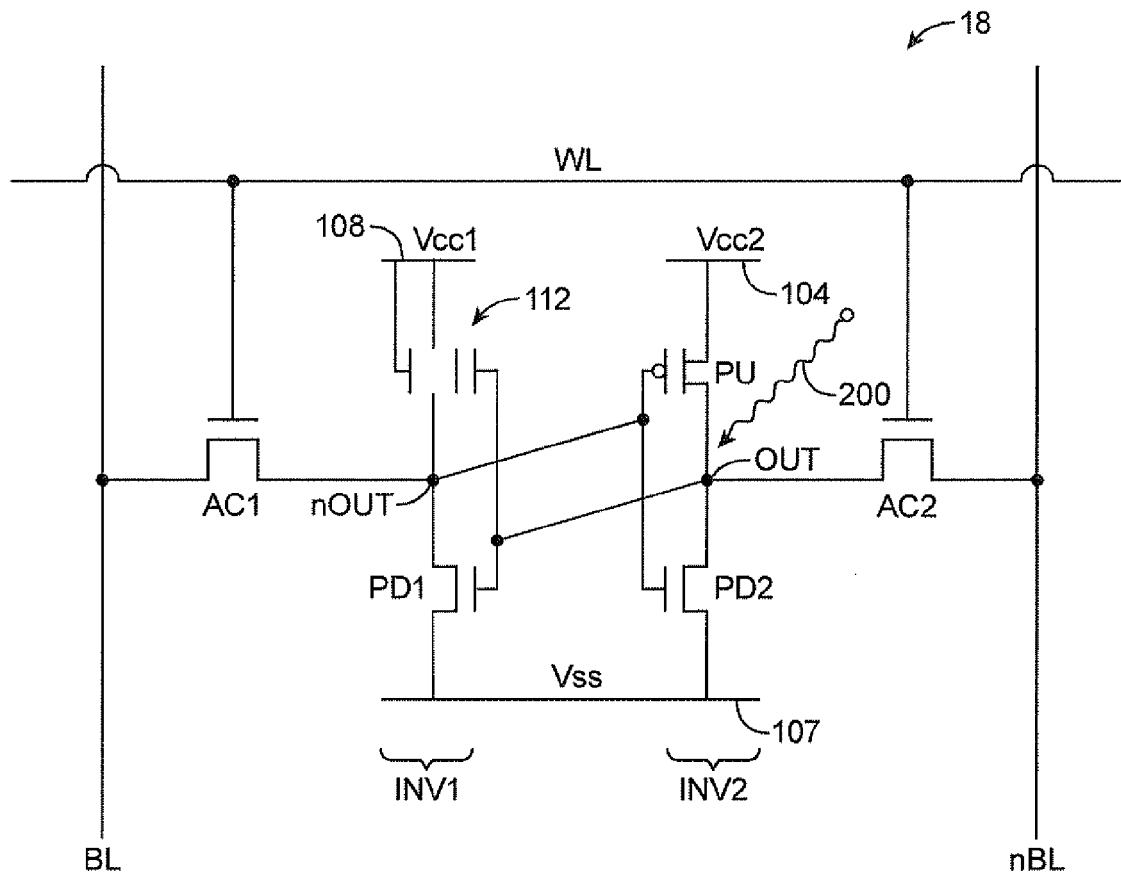 18
WL
108
Vcc1
Vcc2
112
104
PU
200
OUT
AC1
nOUT
AC2
PD1
PD2
Vss
107
INV1
INV2
BL
nBL